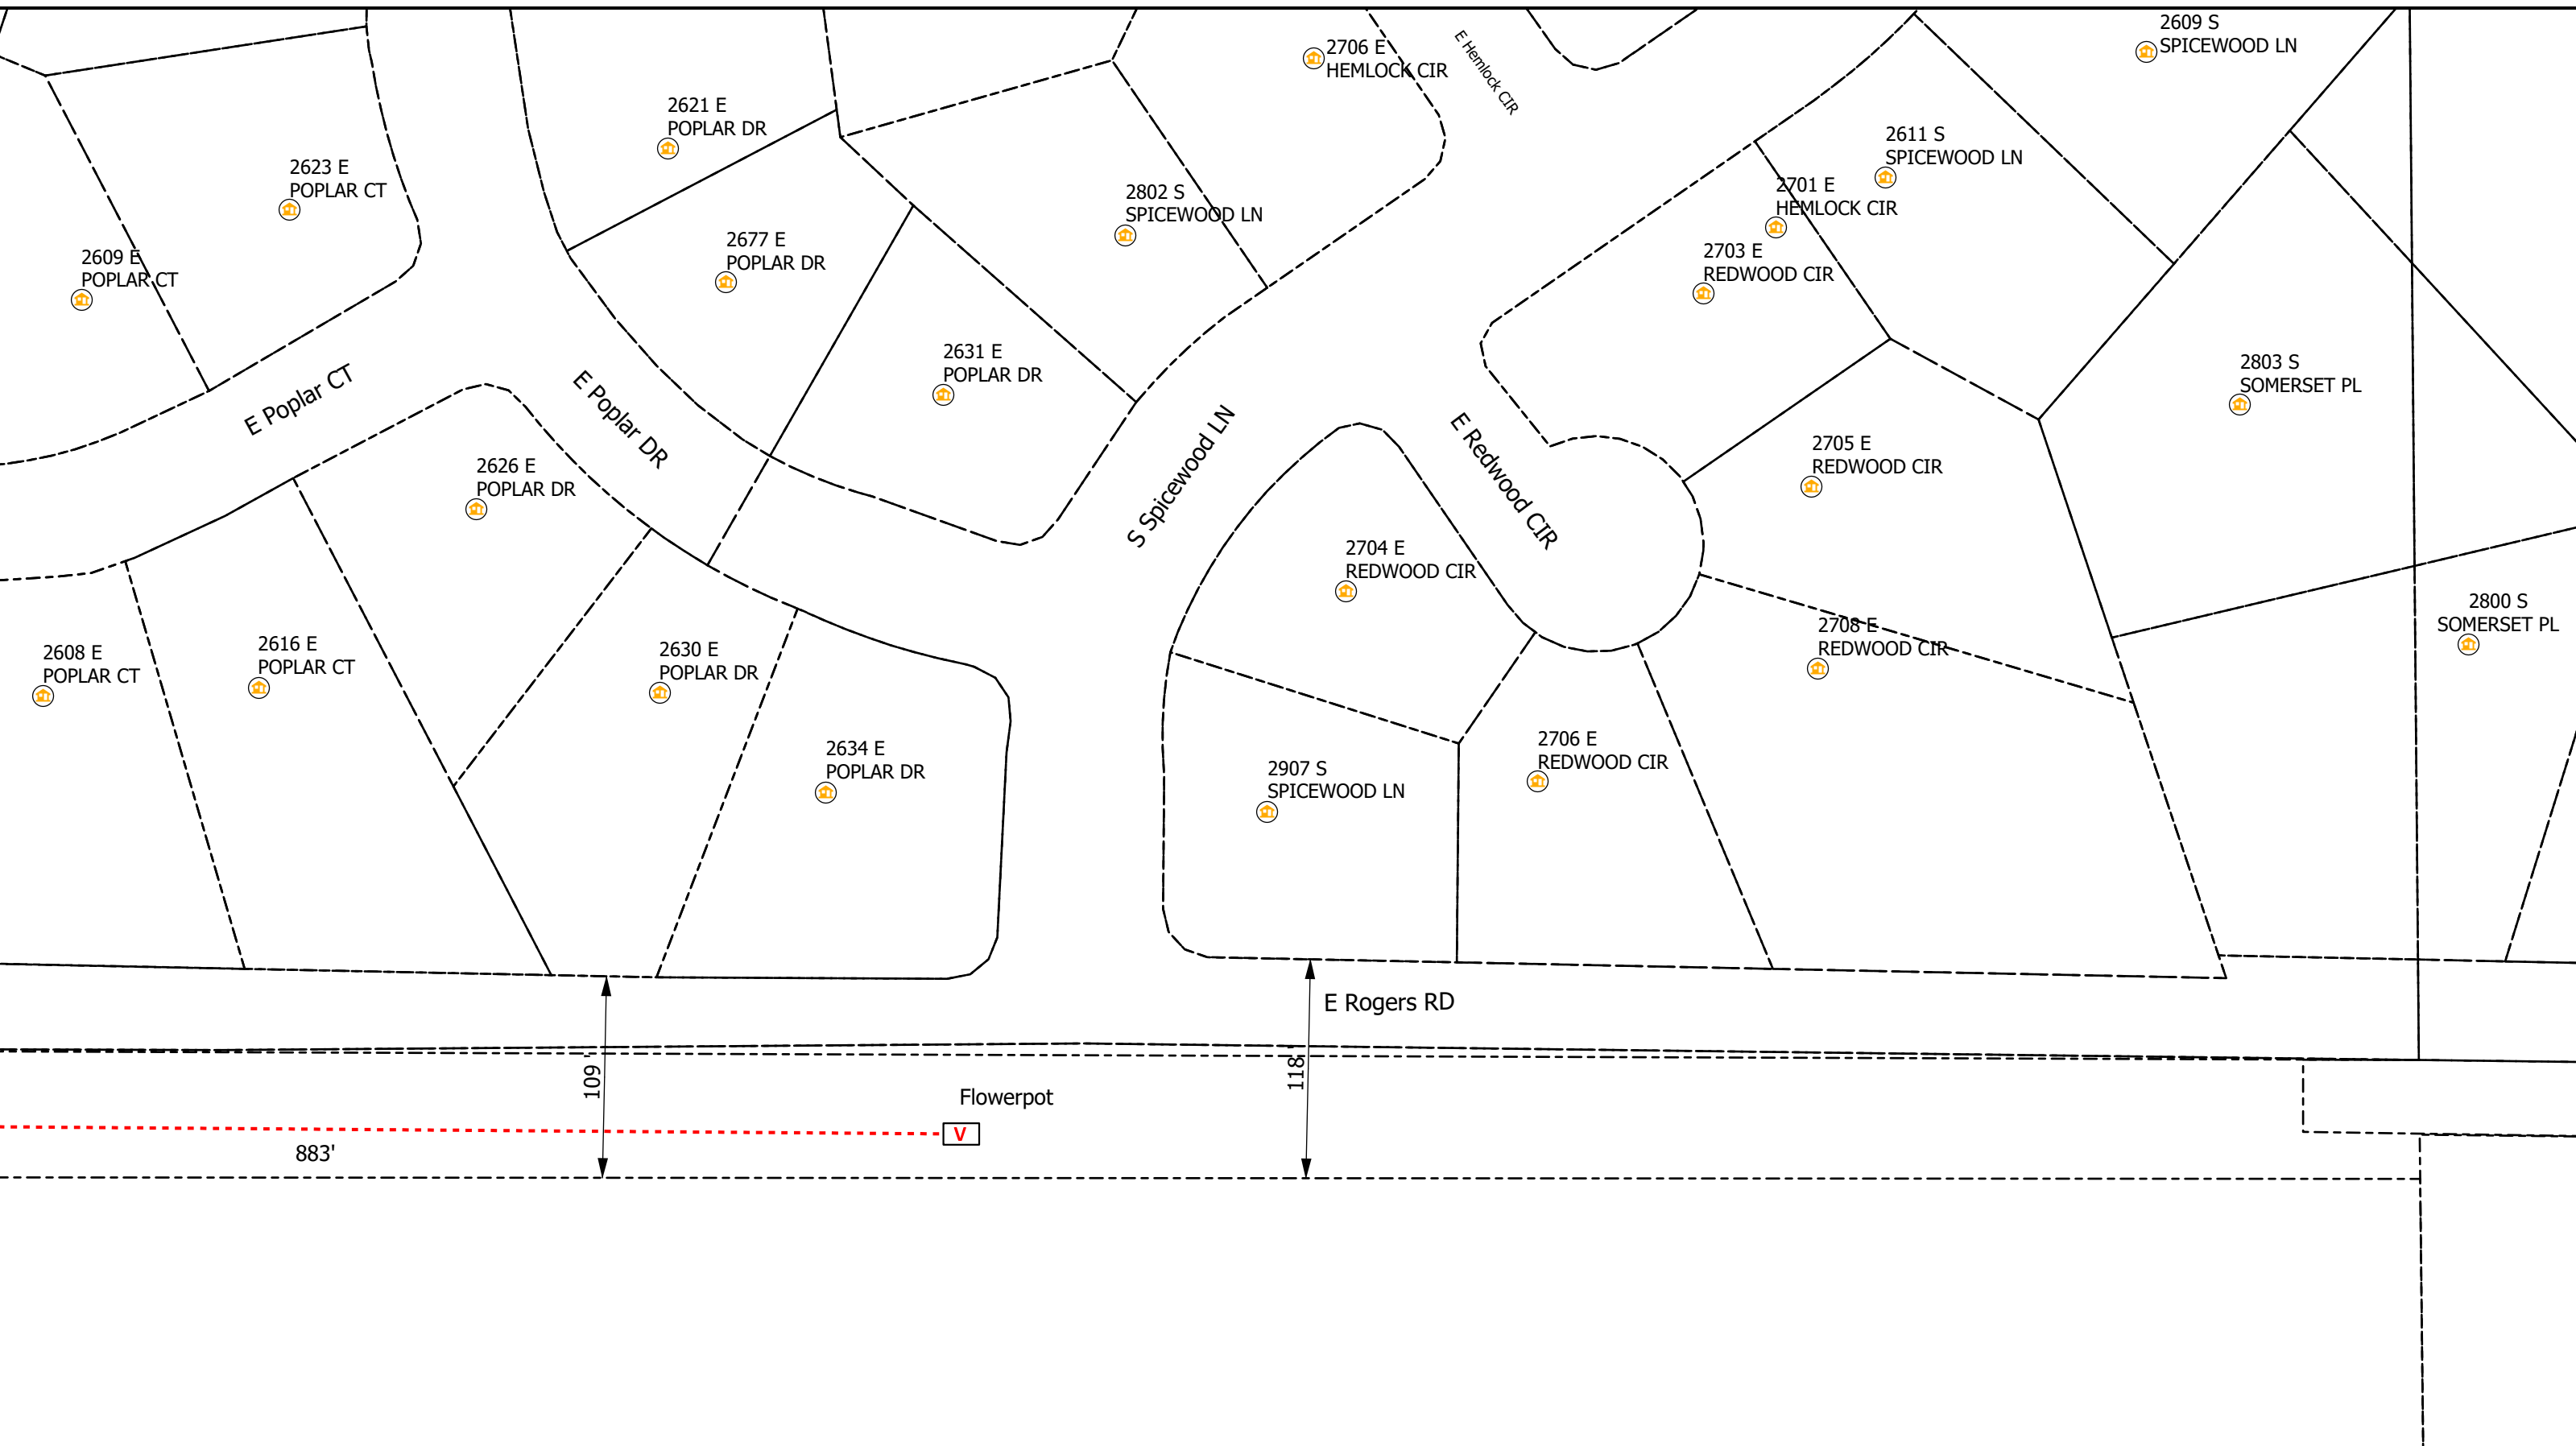 2609 S
SPICEWOOD LN
2706 E
HEMLOCK CIR
E Hemlock CIR
2621 E
POPLAR DR
2611 S
SPICEWOOD LN
2623 E
POPLAR CT
2701 E
HEMLOCK CIR
2802 S
SPICEWOOD LN
2677 E
POPLAR DR
2703 E
REDWOOD CIR
2609 E
POPLAR CT
2631 E
POPLAR DR
2803 S
SOMERSET PL
E Poplar CT
E Poplar DR
S Spicewood LN
E Redwood CIR
2705 E
REDWOOD CIR
2626 E
POPLAR DR
2704 E
REDWOOD CIR
2800 S
SOMERSET PL
2708 E
REDWOOD CIR
2608 E
POPLAR CT
2616 E
POPLAR CT
2630 E
POPLAR DR
2634 E
POPLAR DR
2706 E
REDWOOD CIR
2907 S
SPICEWOOD LN
E Rogers RD
109'
118'
Flowerpot
V
883'